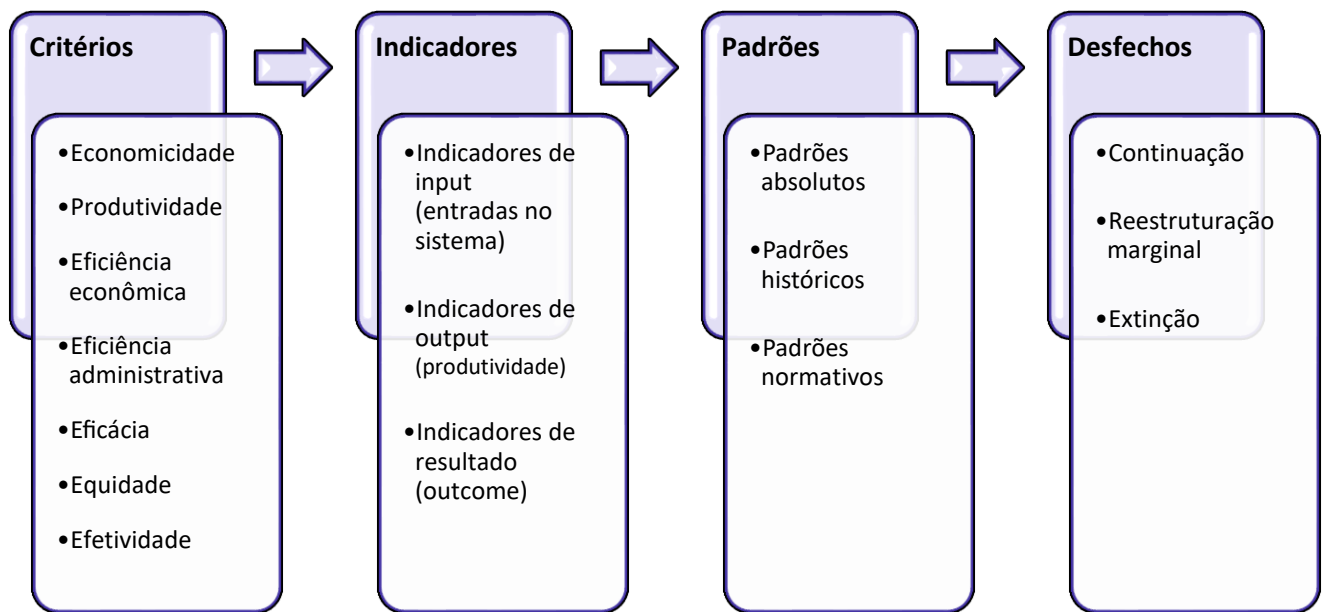 Critérios
•Economicidade
•Produtividade
•Eficiência
econômica
•Eficiência
administrativa
•Eficácia
•Equidade
•Efetividade
Indicadores
•Indicadores de
input
(entradas no
sistema)
•Indicadores de
output
(produtividade)
•Indicadores de
resultado
(outcome)
Padrões
•Padrões
absolutos
•Padrões
históricos
•Padrões
normativos
Desfechos
•Continuação
•Reestruturação
marginal
•Extinção